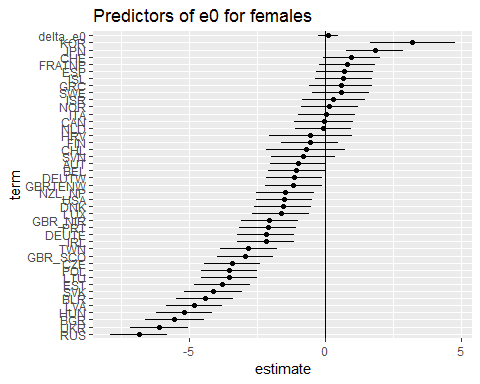 Predictors of e0 for females
delta_e0
KOR
JPN
CHE
FRATNP
ESP
ISL
GRC
SWE
ISR
NOR
ITA
CAN
NLD
HRV
FIN
CHL
SVN
AUT
BEL
DEUTW
GBRTENW
NZL_NP
USA
DNK
LUX
GBR_NIR
PRT
DEUTE
IRL
TWN
GBR_SCO
CZE
POL
LTU
EST
SVK
BLR
LVA
HUN
BGR
UKR
RUS
term
-5 0 5
estimate